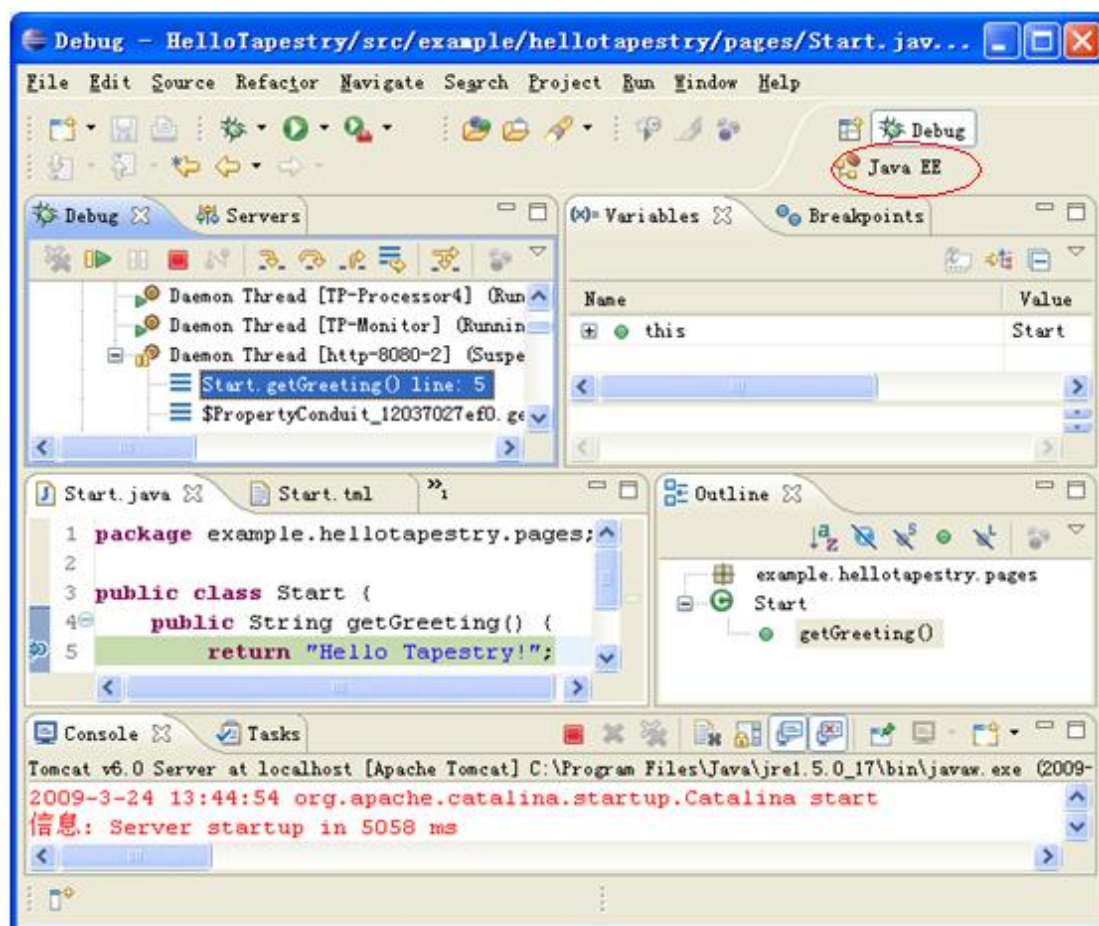 Debug - HelloTapestry/src/example/hellotapestry/pages/Start.jav...
File Edit Source Refactor Navigate Search Project Run Window Help
Debug
Java EE
Debug Servers
Daemon Thread [TP-Processor4] (Run
Daemon Thread [TP-Monitor] (Runnin
Daemon Thread [http-8080-2] (Suspe
Start.getGreeting() line: 5
$PropertyConduit_12037027ef0.ge
(x)= Variables Breakpoints
Name Value
this Start
Start.java Start.tml »1
1 package example.hellotapestry.pages;
2
3 public class Start {
4 public String getGreeting() {
5 return "Hello Tapestry!";
Outline
example.hellotapestry.pages
Start
getGreeting()
Console Tasks
Tomcat v6.0 Server at localhost [Apache Tomcat] C:\Program Files\Java\jre1.5.0_17\bin\javaw.exe (2009-
2009-3-24 13:44:54 org.apache.catalina.startup.Catalina start
信息: Server startup in 5058 ms